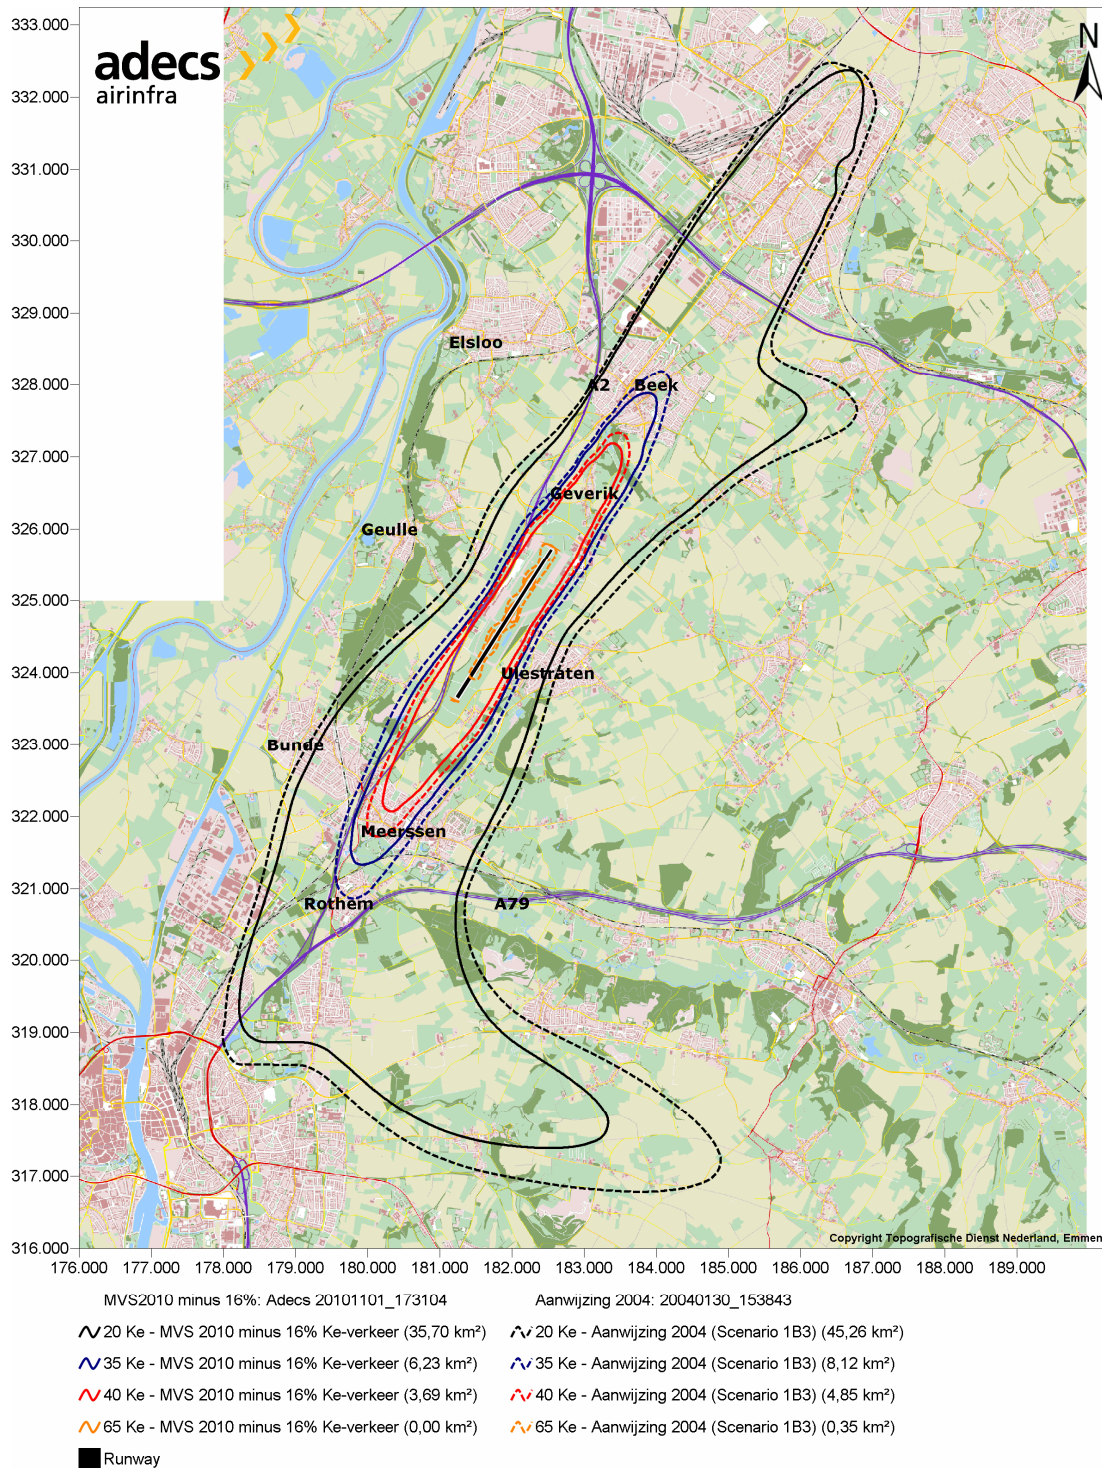 adecs
airinfra
N
333.000
332.000
331.000
330.000
329.000
328.000
327.000
326.000
325.000
324.000
323.000
322.000
321.000
320.000
319.000
318.000
317.000
316.000
Elsloo
A2
Beek
Geverik
Geulle
Ulestraten
Bunde
Meerssen
Rothem
A79
Copyright Topografische Dienst Nederland, Emmen
176.000 177.000 178.000 179.000 180.000 181.000 182.000 183.000 184.000 185.000 186.000 187.000 188.000 189.000
MVS2010 minus 16%: Adecs 20101101_173104
Aanwijzing 2004: 20040130_153843
20 Ke - MVS 2010 minus 16% Ke-verkeer (35,70 km²)
20 Ke - Aanwijzing 2004 (Scenario 1B3) (45,26 km²)
35 Ke - MVS 2010 minus 16% Ke-verkeer (6,23 km²)
35 Ke - Aanwijzing 2004 (Scenario 1B3) (8,12 km²)
40 Ke - MVS 2010 minus 16% Ke-verkeer (3,69 km²)
40 Ke - Aanwijzing 2004 (Scenario 1B3) (4,85 km²)
65 Ke - MVS 2010 minus 16% Ke-verkeer (0,00 km²)
65 Ke - Aanwijzing 2004 (Scenario 1B3) (0,35 km²)
Runway